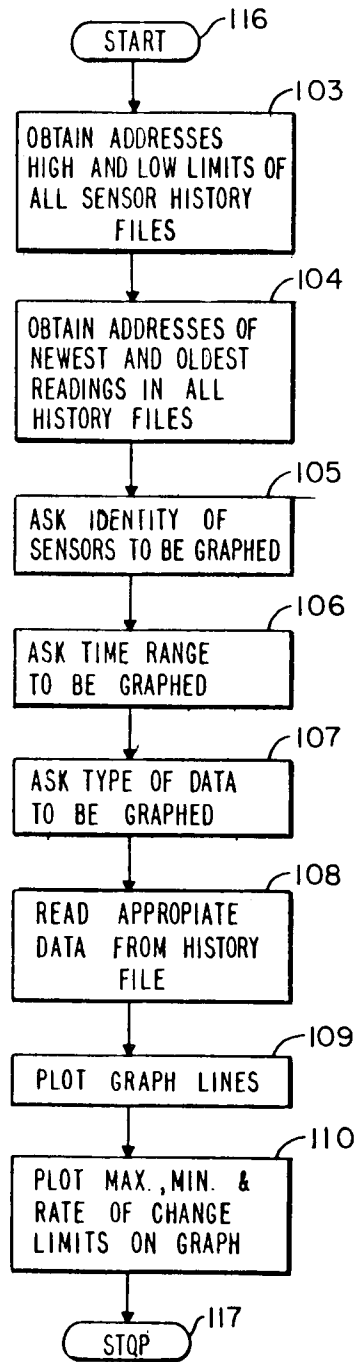 START
116
103
OBTAIN ADDRESSES
HIGH AND LOW LIMITS OF
ALL SENSOR HISTORY
FILES
104
OBTAIN ADDRESSES OF
NEWEST AND OLDEST
READINGS IN ALL
HISTORY FILES
105
ASK IDENTITY OF
SENSORS TO BE GRAPHED
106
ASK TIME RANGE
TO BE GRAPHED
107
ASK TYPE OF DATA
TO BE GRAPHED
108
READ APPROPIATE
DATA FROM HISTORY
FILE
109
PLOT GRAPH LINES
110
PLOT MAX., MIN. &
RATE OF CHANGE
LIMITS ON GRAPH
117
STOP